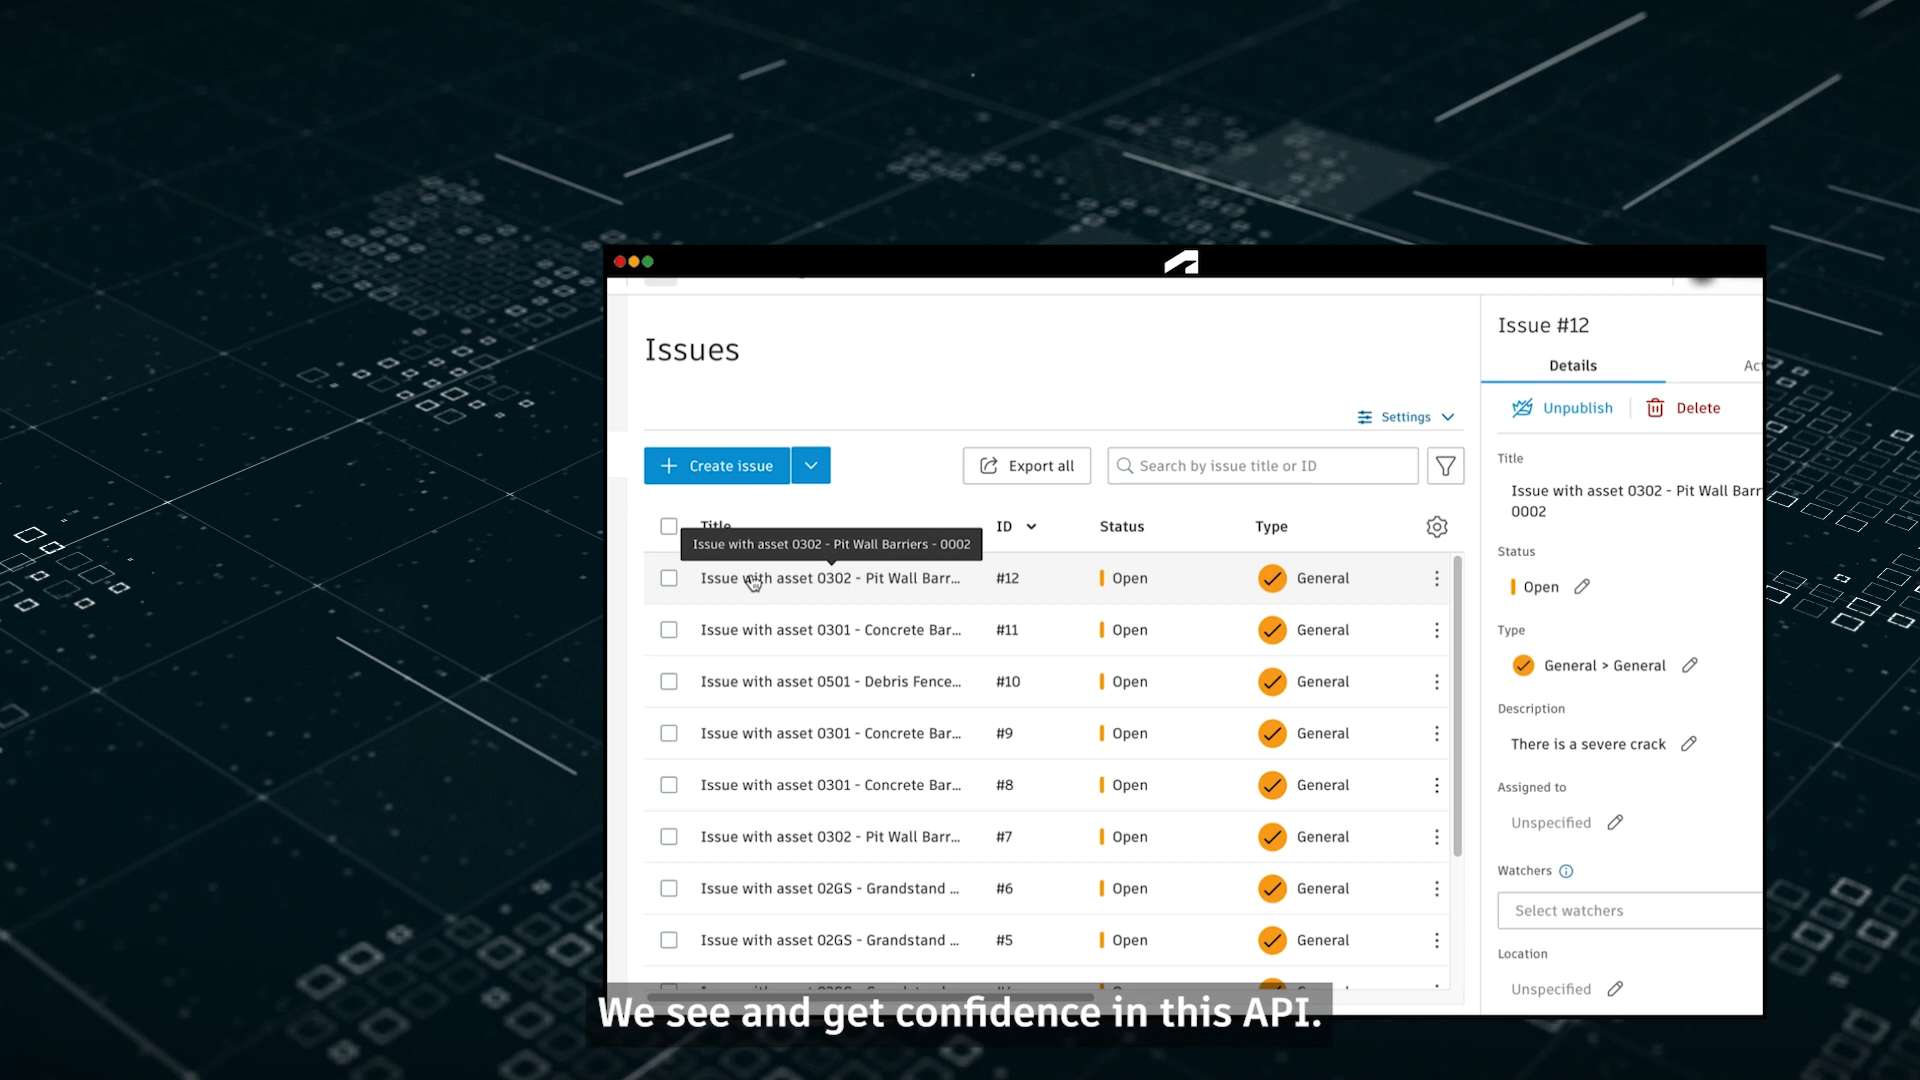 Issues
Settings
Create issue
Export all
Search by issue title or ID
Title
ID
Status
Type
Issue with asset 0302 - Pit Wall Barriers - 0002
Issue with asset 0302 - Pit Wall Barr... #12 Open General
Issue with asset 0301 - Concrete Bar... #11 Open General
Issue with asset 0501 - Debris Fence... #10 Open General
Issue with asset 0301 - Concrete Bar... #9 Open General
Issue with asset 0301 - Concrete Bar... #8 Open General
Issue with asset 0302 - Pit Wall Barr... #7 Open General
Issue with asset 02GS - Grandstand ... #6 Open General
Issue with asset 02GS - Grandstand ... #5 Open General
Issue #12
Details
Unpublish
Delete
Title
Issue with asset 0302 - Pit Wall Barr
0002
Status
Open
Type
General > General
Description
There is a severe crack
Assigned to
Unspecified
Watchers
Select watchers
Location
Unspecified
We see and get confidence in this API.